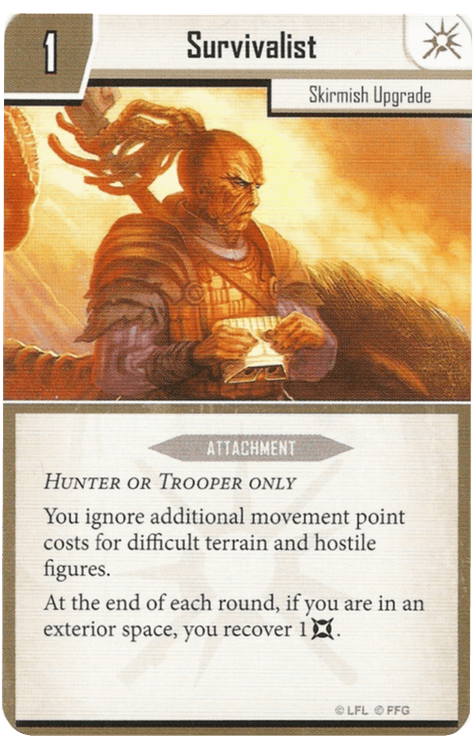 1
Survivalist
Skirmish Upgrade
ATTACHMENT
HUNTER OR TROOPER ONLY
You ignore additional movement point
costs for difficult terrain and hostile
figures.
At the end of each round, if you are in an
exterior space, you recover 1.
© LFL © FFG